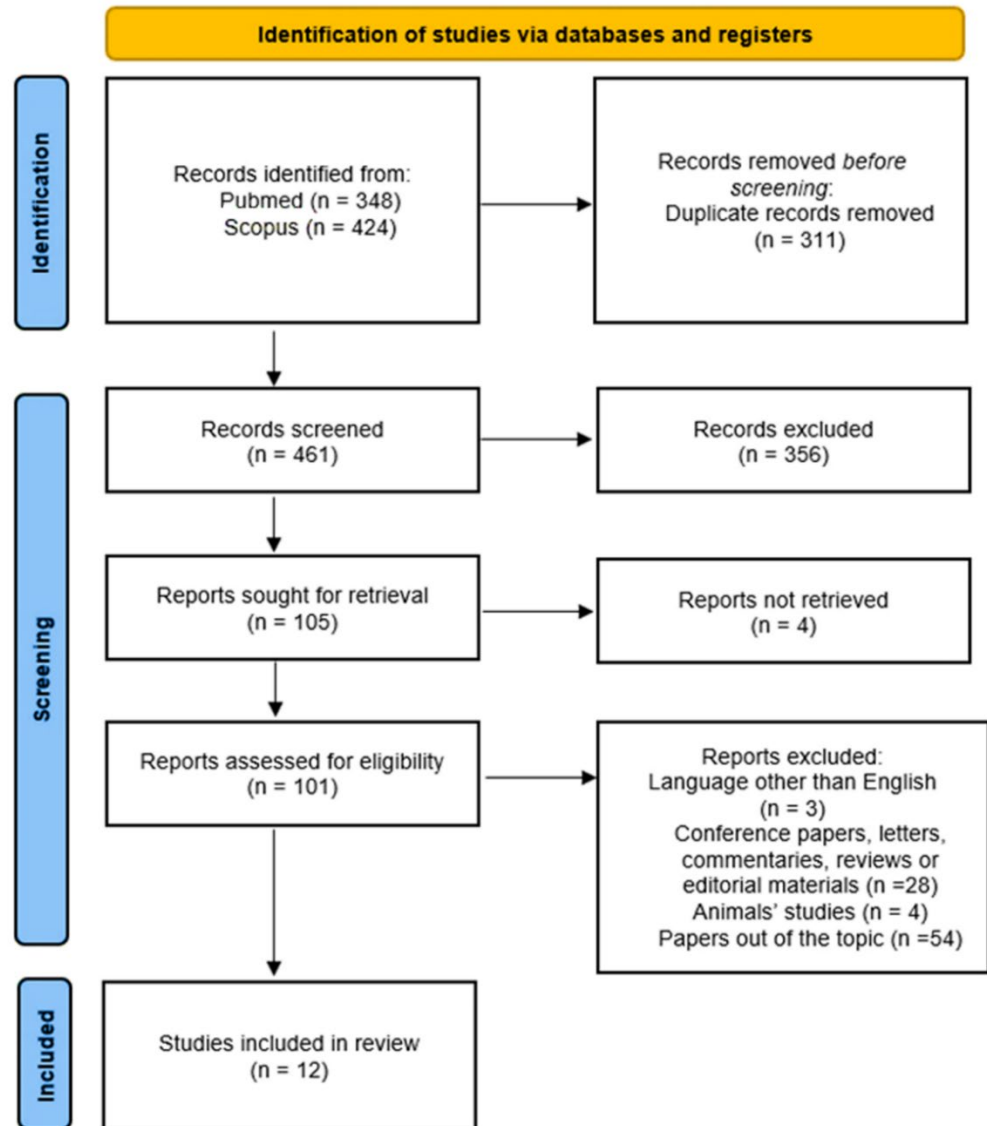 Identification of studies via databases and registers
Identification
Records identified from:
Pubmed (n = 348)
Scopus (n = 424)
Records removed before
screening:
Duplicate records removed
(n = 311)
Screening
Records screened
(n = 461)
Records excluded
(n = 356)
Reports sought for retrieval
(n = 105)
Reports not retrieved
(n = 4)
Reports assessed for eligibility
(n = 101)
Reports excluded:
Language other than English
(n = 3)
Conference papers, letters,
commentaries, reviews or
editorial materials (n =28)
Animals' studies (n = 4)
Papers out of the topic (n =54)
Included
Studies included in review
(n = 12)